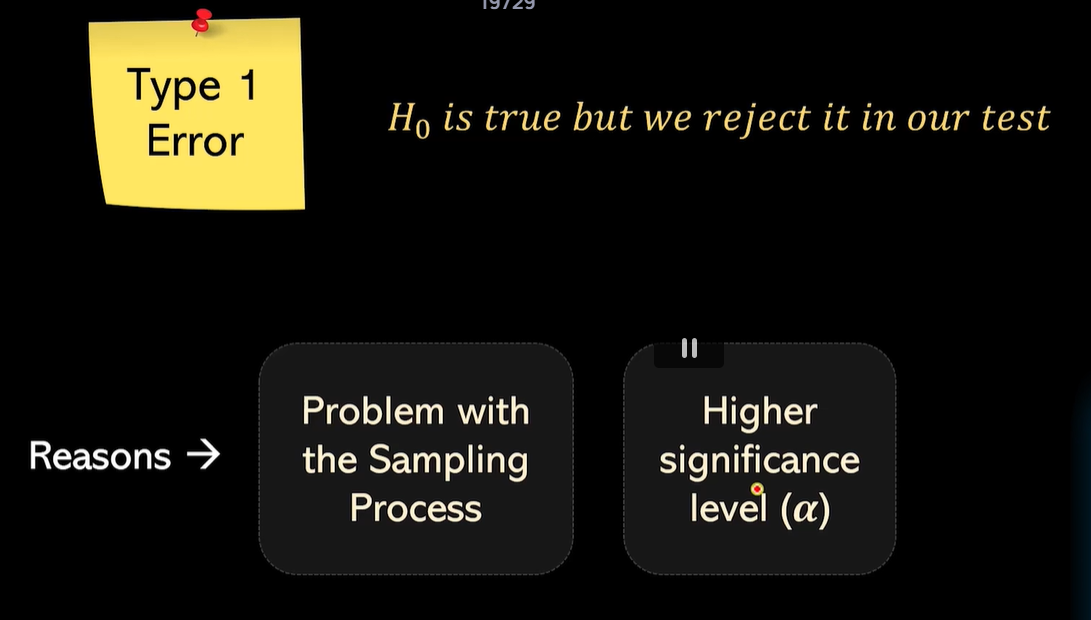 19729
Type 1
Error
H₀ is true but we reject it in our test
Reasons →
Problem with
the Sampling
Process
Higher
significance
level (α)